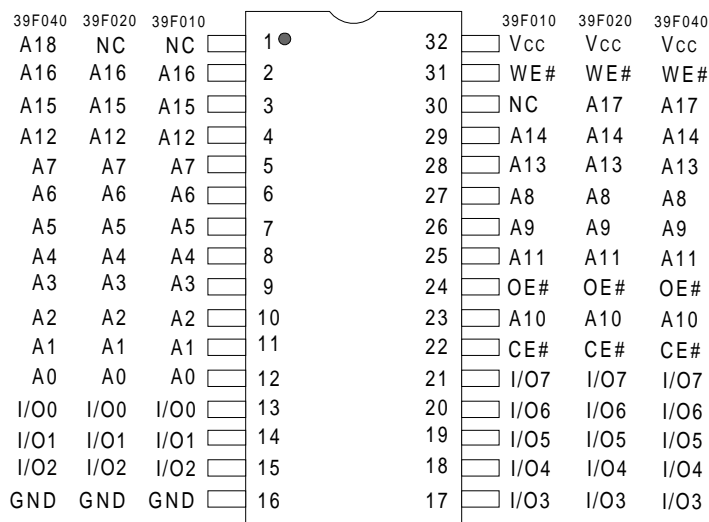 39F040 39F020 39F010 39F010 39F020 39F040
A18 NC NC 1 32 Vcc Vcc Vcc
A16 A16 A16 2 31 WE# WE# WE#
A15 A15 A15 3 30 NC A17 A17
A12 A12 A12 4 29 A14 A14 A14
A7 A7 A7 5 28 A13 A13 A13
A6 A6 A6 6 27 A8 A8 A8
A5 A5 A5 7 26 A9 A9 A9
A4 A4 A4 8 25 A11 A11 A11
A3 A3 A3 9 24 OE# OE# OE#
A2 A2 A2 10 23 A10 A10 A10
A1 A1 A1 11 22 CE# CE# CE#
A0 A0 A0 12 21 I/O7 I/O7 I/O7
I/O0 I/O0 I/O0 13 20 I/O6 I/O6 I/O6
I/O1 I/O1 I/O1 14 19 I/O5 I/O5 I/O5
I/O2 I/O2 I/O2 15 18 I/O4 I/O4 I/O4
GND GND GND 16 17 I/O3 I/O3 I/O3